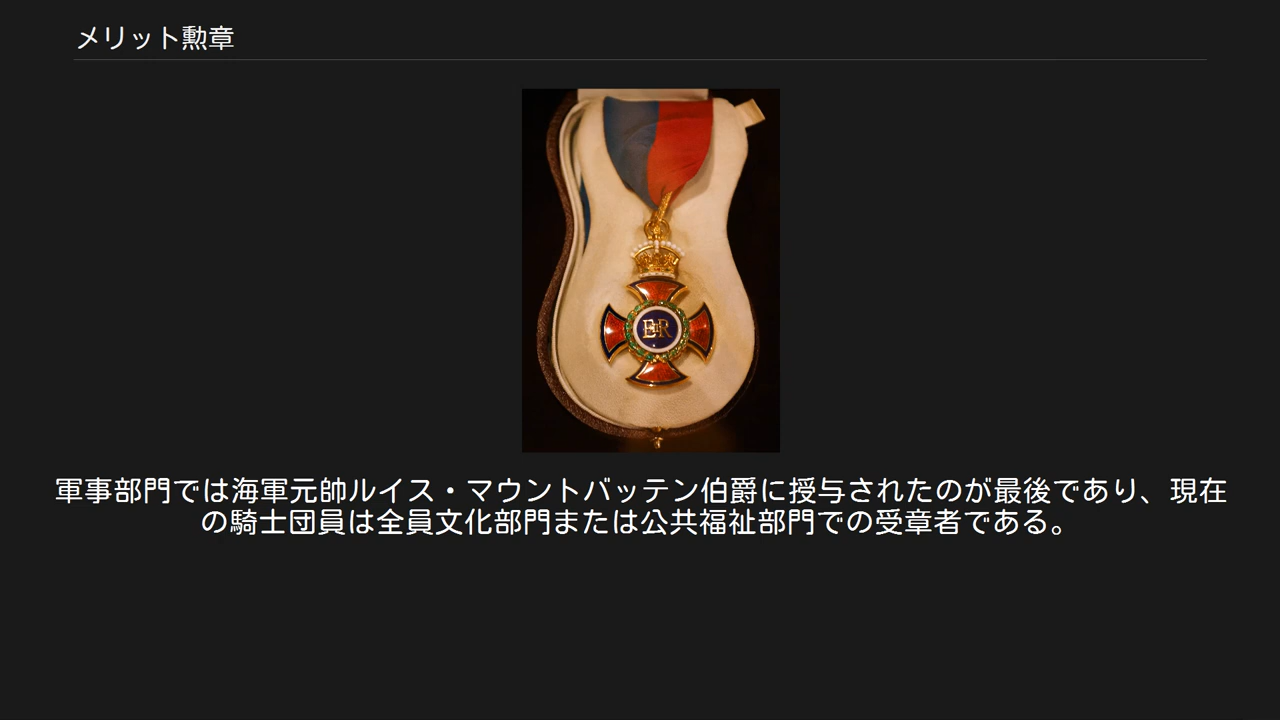 メリット勲章
EIIR
軍事部門では海軍元帥ルイス・マウントバッテン伯爵に授与されたのが最後であり、現在
の騎士団員は全員文化部門または公共福祉部門での受章者である。